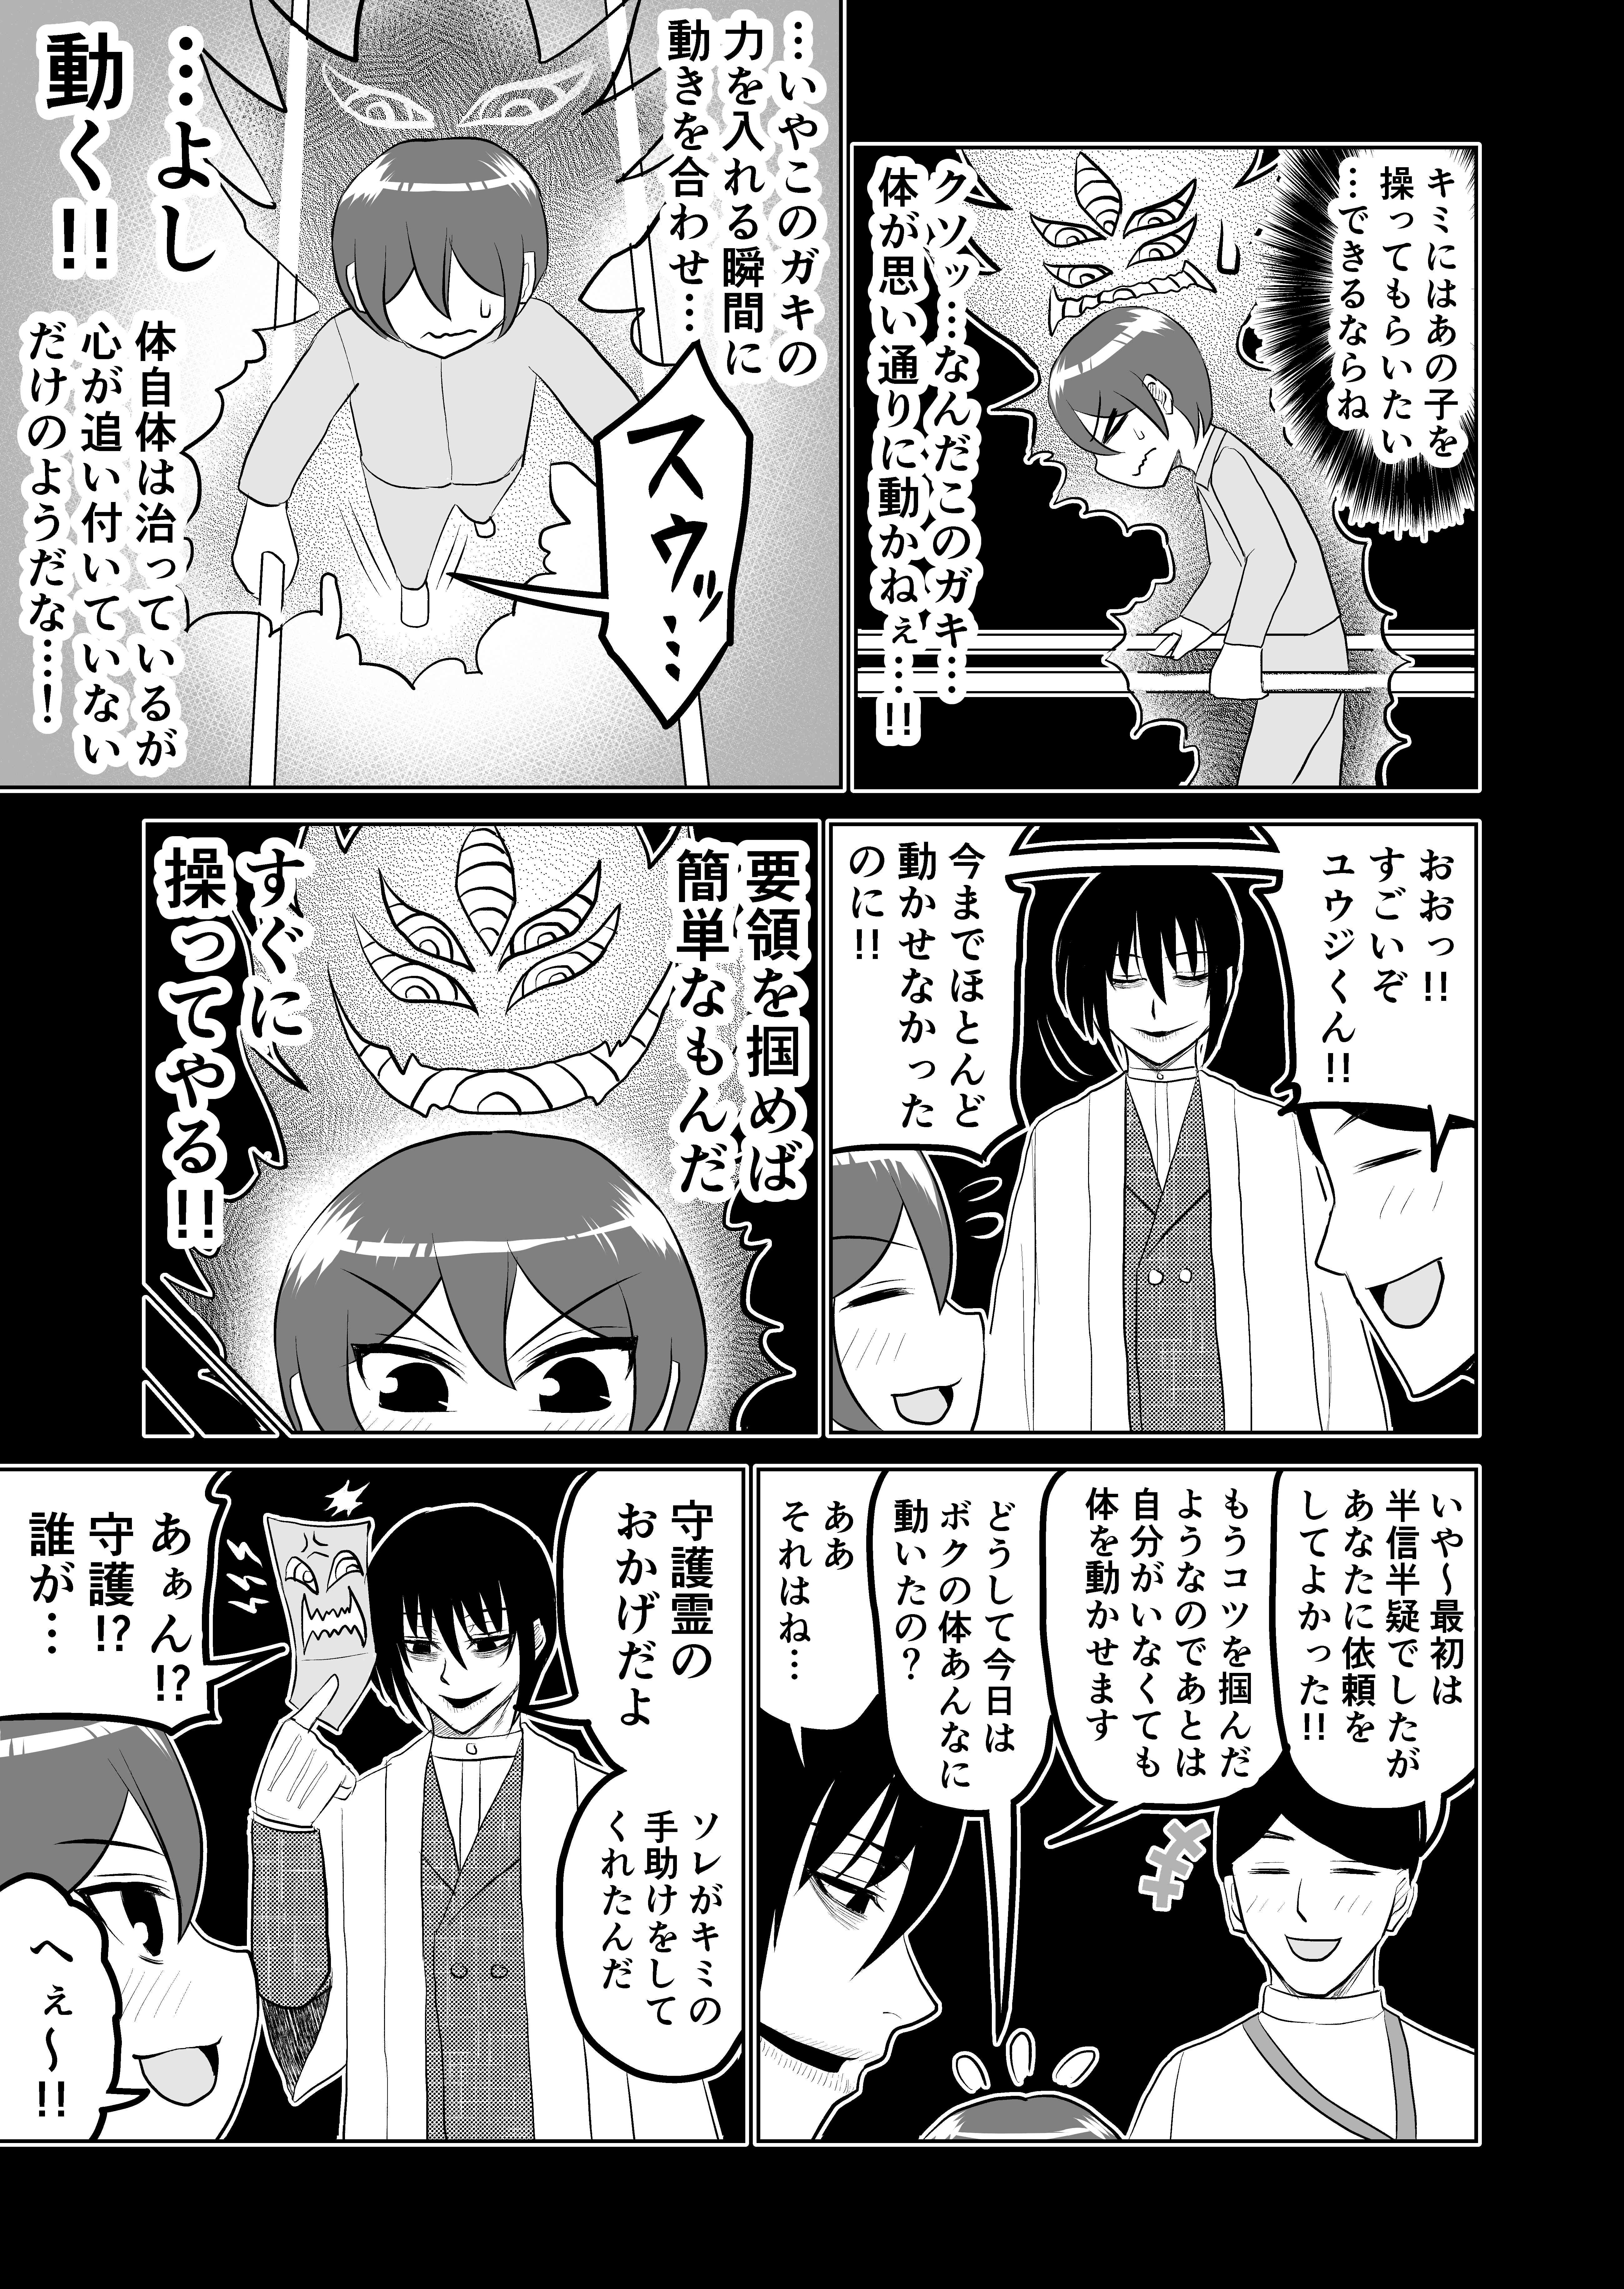 キミにはあの子を
操ってもらいたい
…できるならね
クソッ…なんだこのガキ…
体が思い通りに動かねぇ…!!
…いやこのガキの
力を入れる瞬間に
動きを合わせ…
スゥッ…
…よし
動く!!
体自体は治っているが
心が追い付いていない
だけのようだな…!
おおっ!!
すごいぞ
ユウジくん!!
今までほとんど
動かせなかった
のに!!
要領を掴めば
簡単なもんだ
すぐに
操ってやる!!
いや～最初は
半信半疑でしたが
あなたに依頼を
してよかった!!
もうコツを掴んだ
ようなのであとは
自分がいなくても
体を動かせます
どうして今日は
ボクの体あんなに
動いたの?
ああ
それはね…
守護霊の
おかげだよ
ソレがキミの
手助けをして
くれたんだ
あぁん!?
守護!?
誰が…
へぇ～!!